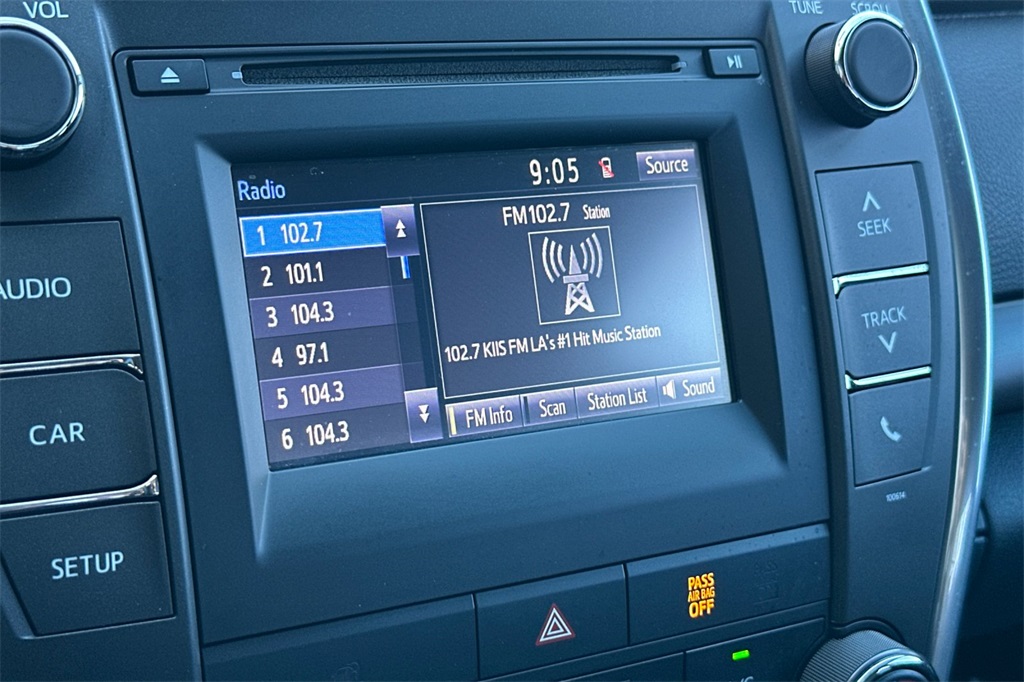 VOL
TUNE
SCROLL
9:05
Source
Radio
1 102.7
2 101.1
3 104.3
4 97.1
5 104.3
6 104.3
FM102.7 Station
102.7 KIIS FM LA's #1 Hit Music Station
FM Info
Scan
Station List
Sound
AUDIO
CAR
SETUP
SEEK
TRACK
100614
PASS
AIR BAG
OFF